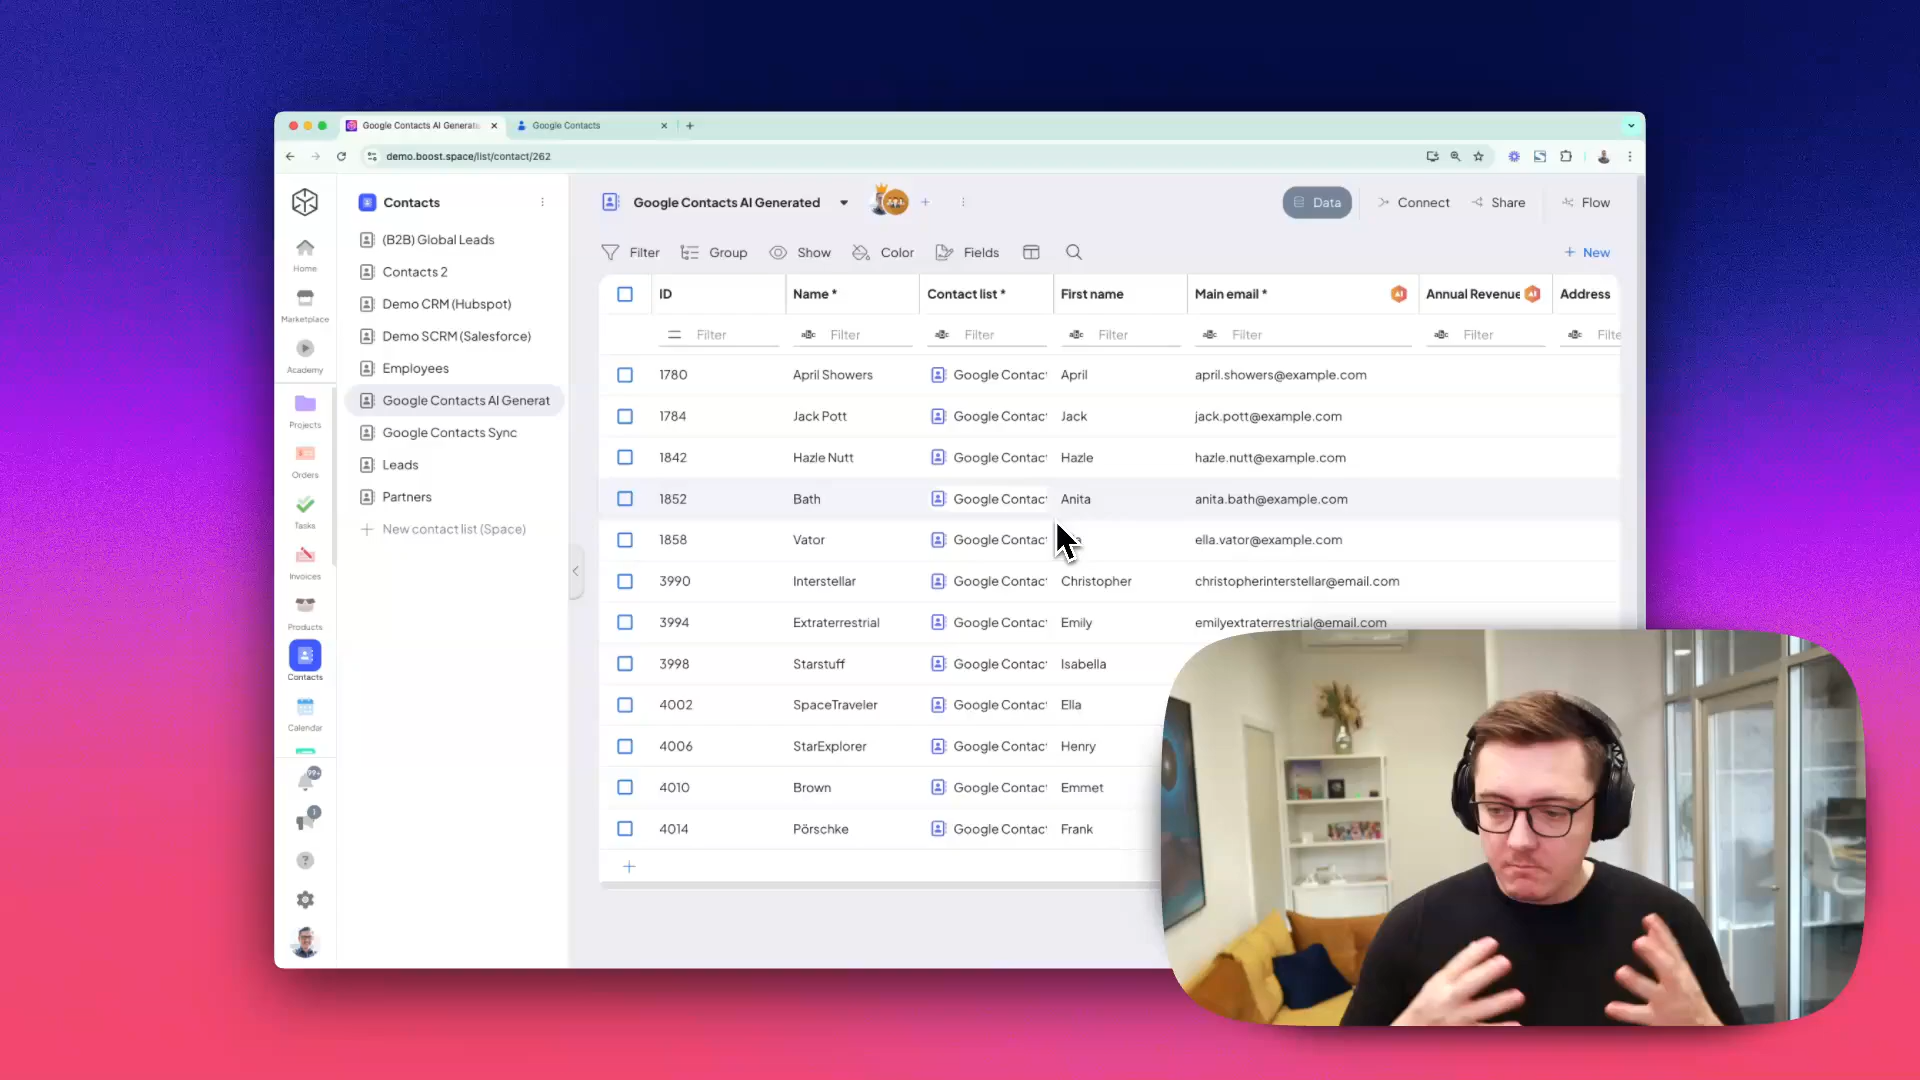 Google Contacts AI Genera
Google Contacts
demo.boost.space/list/contact/262
Home
Marketplace
Academy
Projects
Orders
Tasks
Invoices
Products
Contacts
Calendar
99+
1
Contacts
(B2B) Global Leads
Contacts 2
Demo CRM (Hubspot)
Demo SCRM (Salesforce)
Employees
Google Contacts AI Generat
Google Contacts Sync
Leads
Partners
New contact list (Space)
Google Contacts AI Generated
Data
Connect
Share
Flow
Filter
Group
Show
Color
Fields
New
ID Name * Contact list * First name Main email * AI Annual Revenue AI Address
Filter Filter Filter Filter Filter Filter Filte
1780 April Showers Google Contac April april.showers@example.com
1784 Jack Pott Google Contac Jack jack.pott@example.com
1842 Hazle Nutt Google Contac Hazle hazle.nutt@example.com
1852 Bath Google Contac Anita anita.bath@example.com
1858 Vator Google Contac ella.vator@example.com
3990 Interstellar Google Contac Christopher christopherinterstellar@email.com
3994 Extraterrestrial Google Contac Emily emilyextraterrestrial@email.com
3998 Starstuff Google Contac Isabella
4002 SpaceTraveler Google Contac Ella
4006 StarExplorer Google Contac Henry
4010 Brown Google Contac Emmet
4014 Pörschke Google Contac Frank